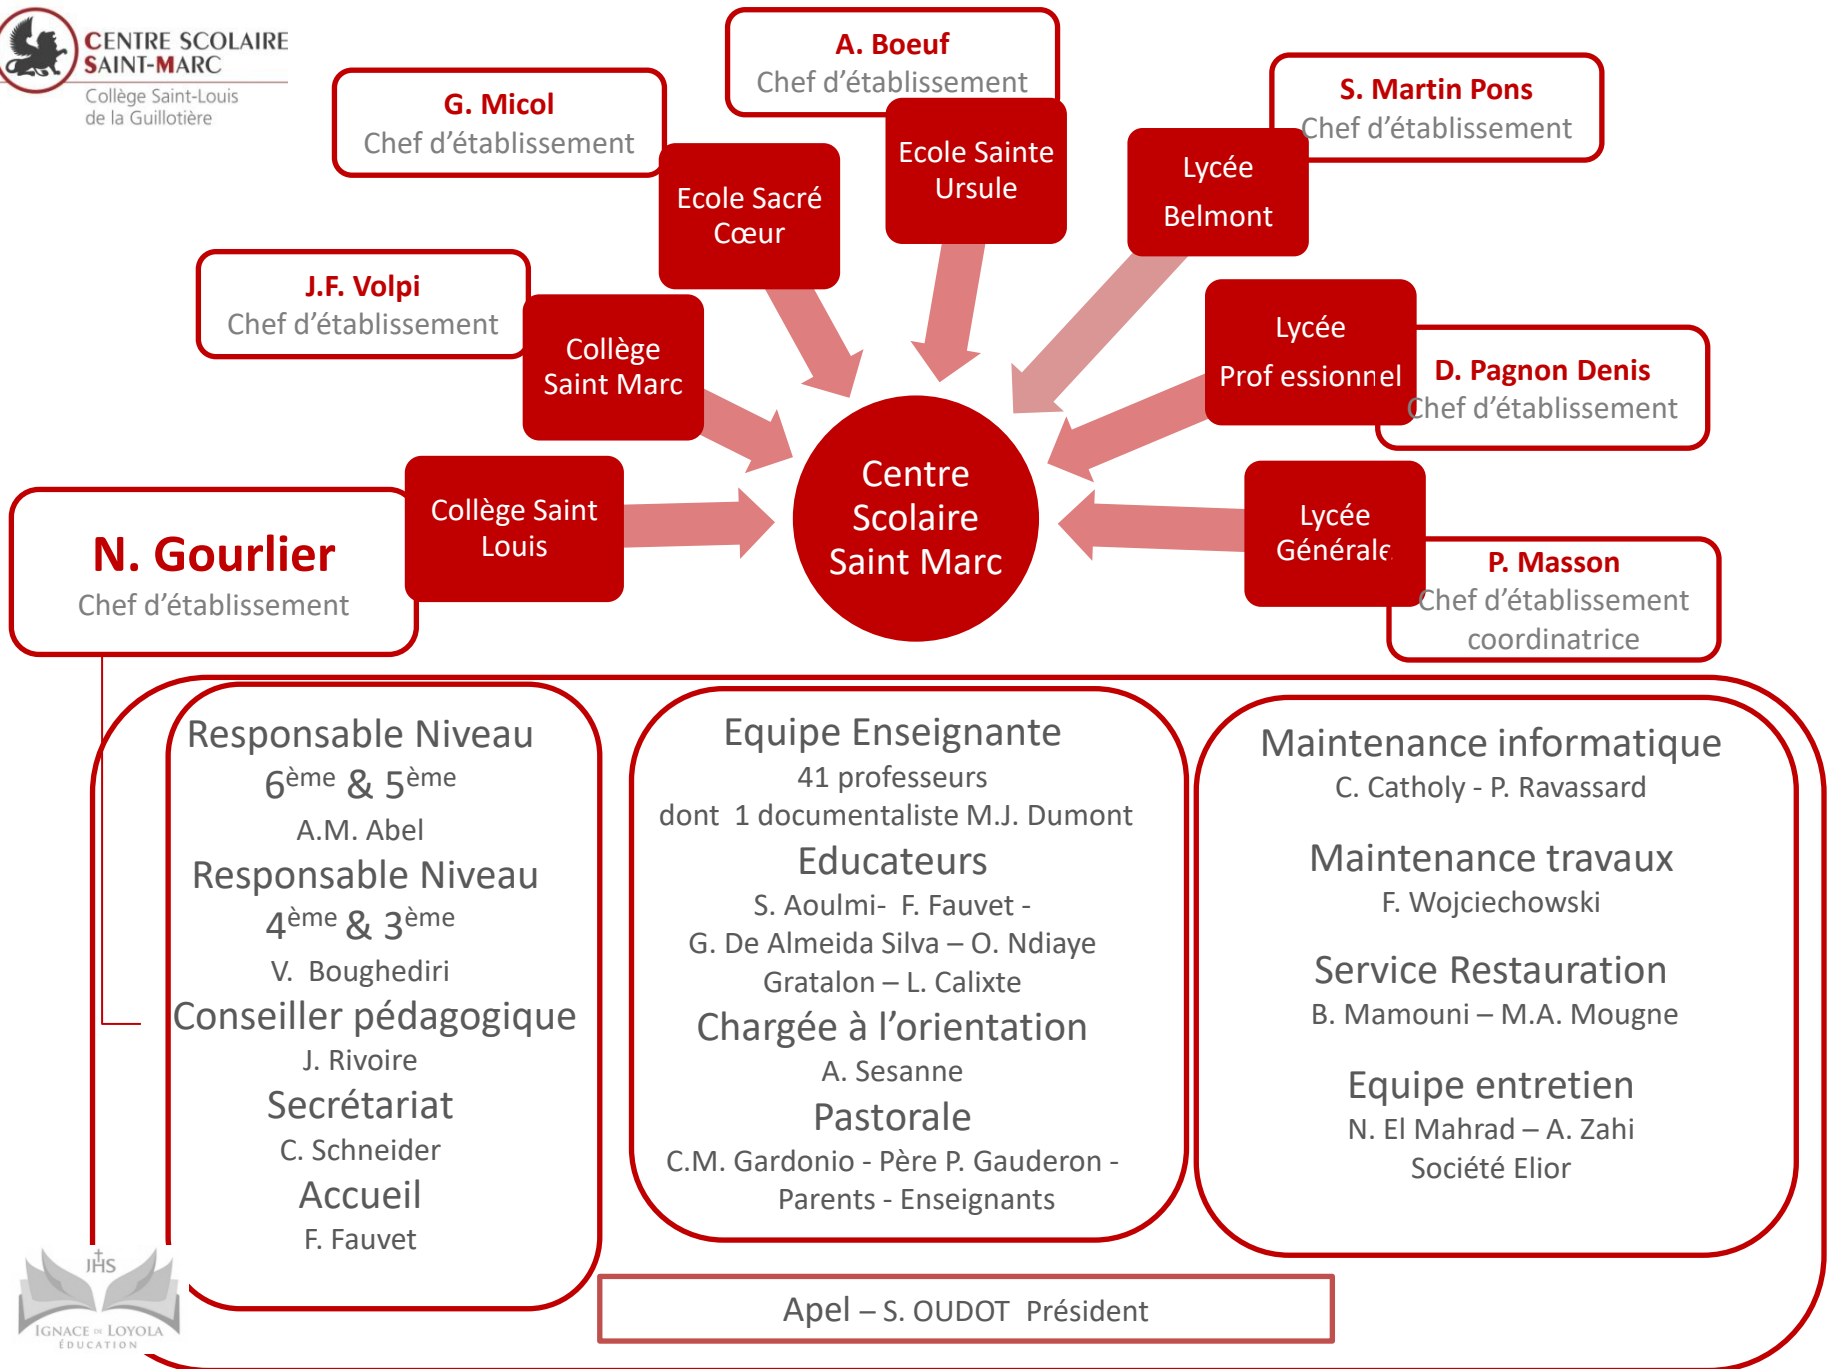 CENTRE SCOLAIRE
SAINT-MARC
Collège Saint-Louis
de la Guillotière
A. Boeuf
Chef d'établissement
Ecole Sainte
Ursule
G. Micol
Chef d'établissement
Ecole Sacré
Cœur
S. Martin Pons
Chef d'établissement
Lycée
Belmont
J.F. Volpi
Chef d'établissement
Collège
Saint Marc
Lycée
Prof essionnel
D. Pagnon Denis
Chef d'établissement
N. Gourlier
Chef d'établissement
Collège Saint
Louis
Centre
Scolaire
Saint Marc
Lycée
Générale
P. Masson
Chef d'établissement
coordinatrice
Responsable Niveau
6ème & 5ème
A.M. Abel
Responsable Niveau
4ème & 3ème
V. Boughediri
Conseiller pédagogique
J. Rivoire
Secrétariat
C. Schneider
Accueil
F. Fauvet
Equipe Enseignante
41 professeurs
dont 1 documentaliste M.J. Dumont
Educateurs
S. Aoulmi- F. Fauvet -
G. De Almeida Silva – O. Ndiaye
Gratalon – L. Calixte
Chargée à l'orientation
A. Sesanne
Pastorale
C.M. Gardonio - Père P. Gauderon -
Parents - Enseignants
Maintenance informatique
C. Catholy - P. Ravassard
Maintenance travaux
F. Wojciechowski
Service Restauration
B. Mamouni – M.A. Mougne
Equipe entretien
N. El Mahrad – A. Zahi
Société Elior
JHS
IGNACE DE LOYOLA
ÉDUCATION
Apel – S. OUDOT Président